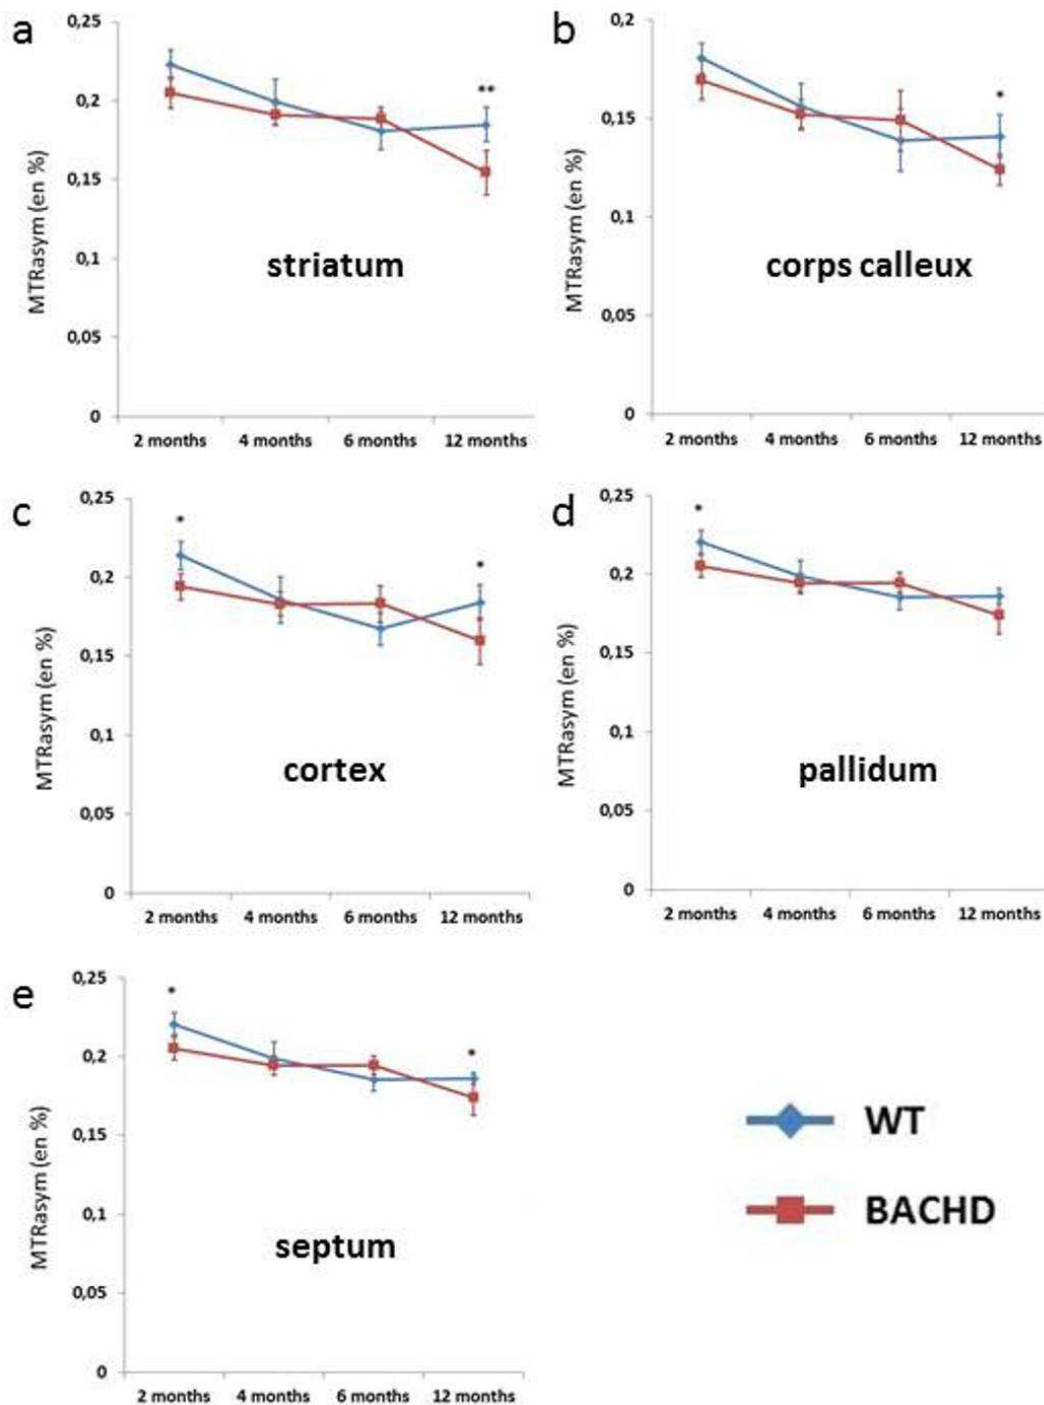 a
0,25
0,2
0,15
0,1
0,05
0
MTRasym (en %)
**
striatum
2 months 4 months 6 months 12 months
b
0,2
0,15
0,1
0,05
0
MTRasym (en %)
*
corps calleux
2 months 4 months 6 months 12 months
c
0,25
0,2
0,15
0,1
0,05
0
MTRasym (en %)
* *
cortex
2 months 4 months 6 months 12 months
d
0,25
0,2
0,15
0,1
0,05
0
MTRasym (en %)
*
pallidum
2 months 4 months 6 months 12 months
e
0,25
0,2
0,15
0,1
0,05
0
MTRasym (en %)
* *
septum
2 months 4 months 6 months 12 months
WT
BACHD